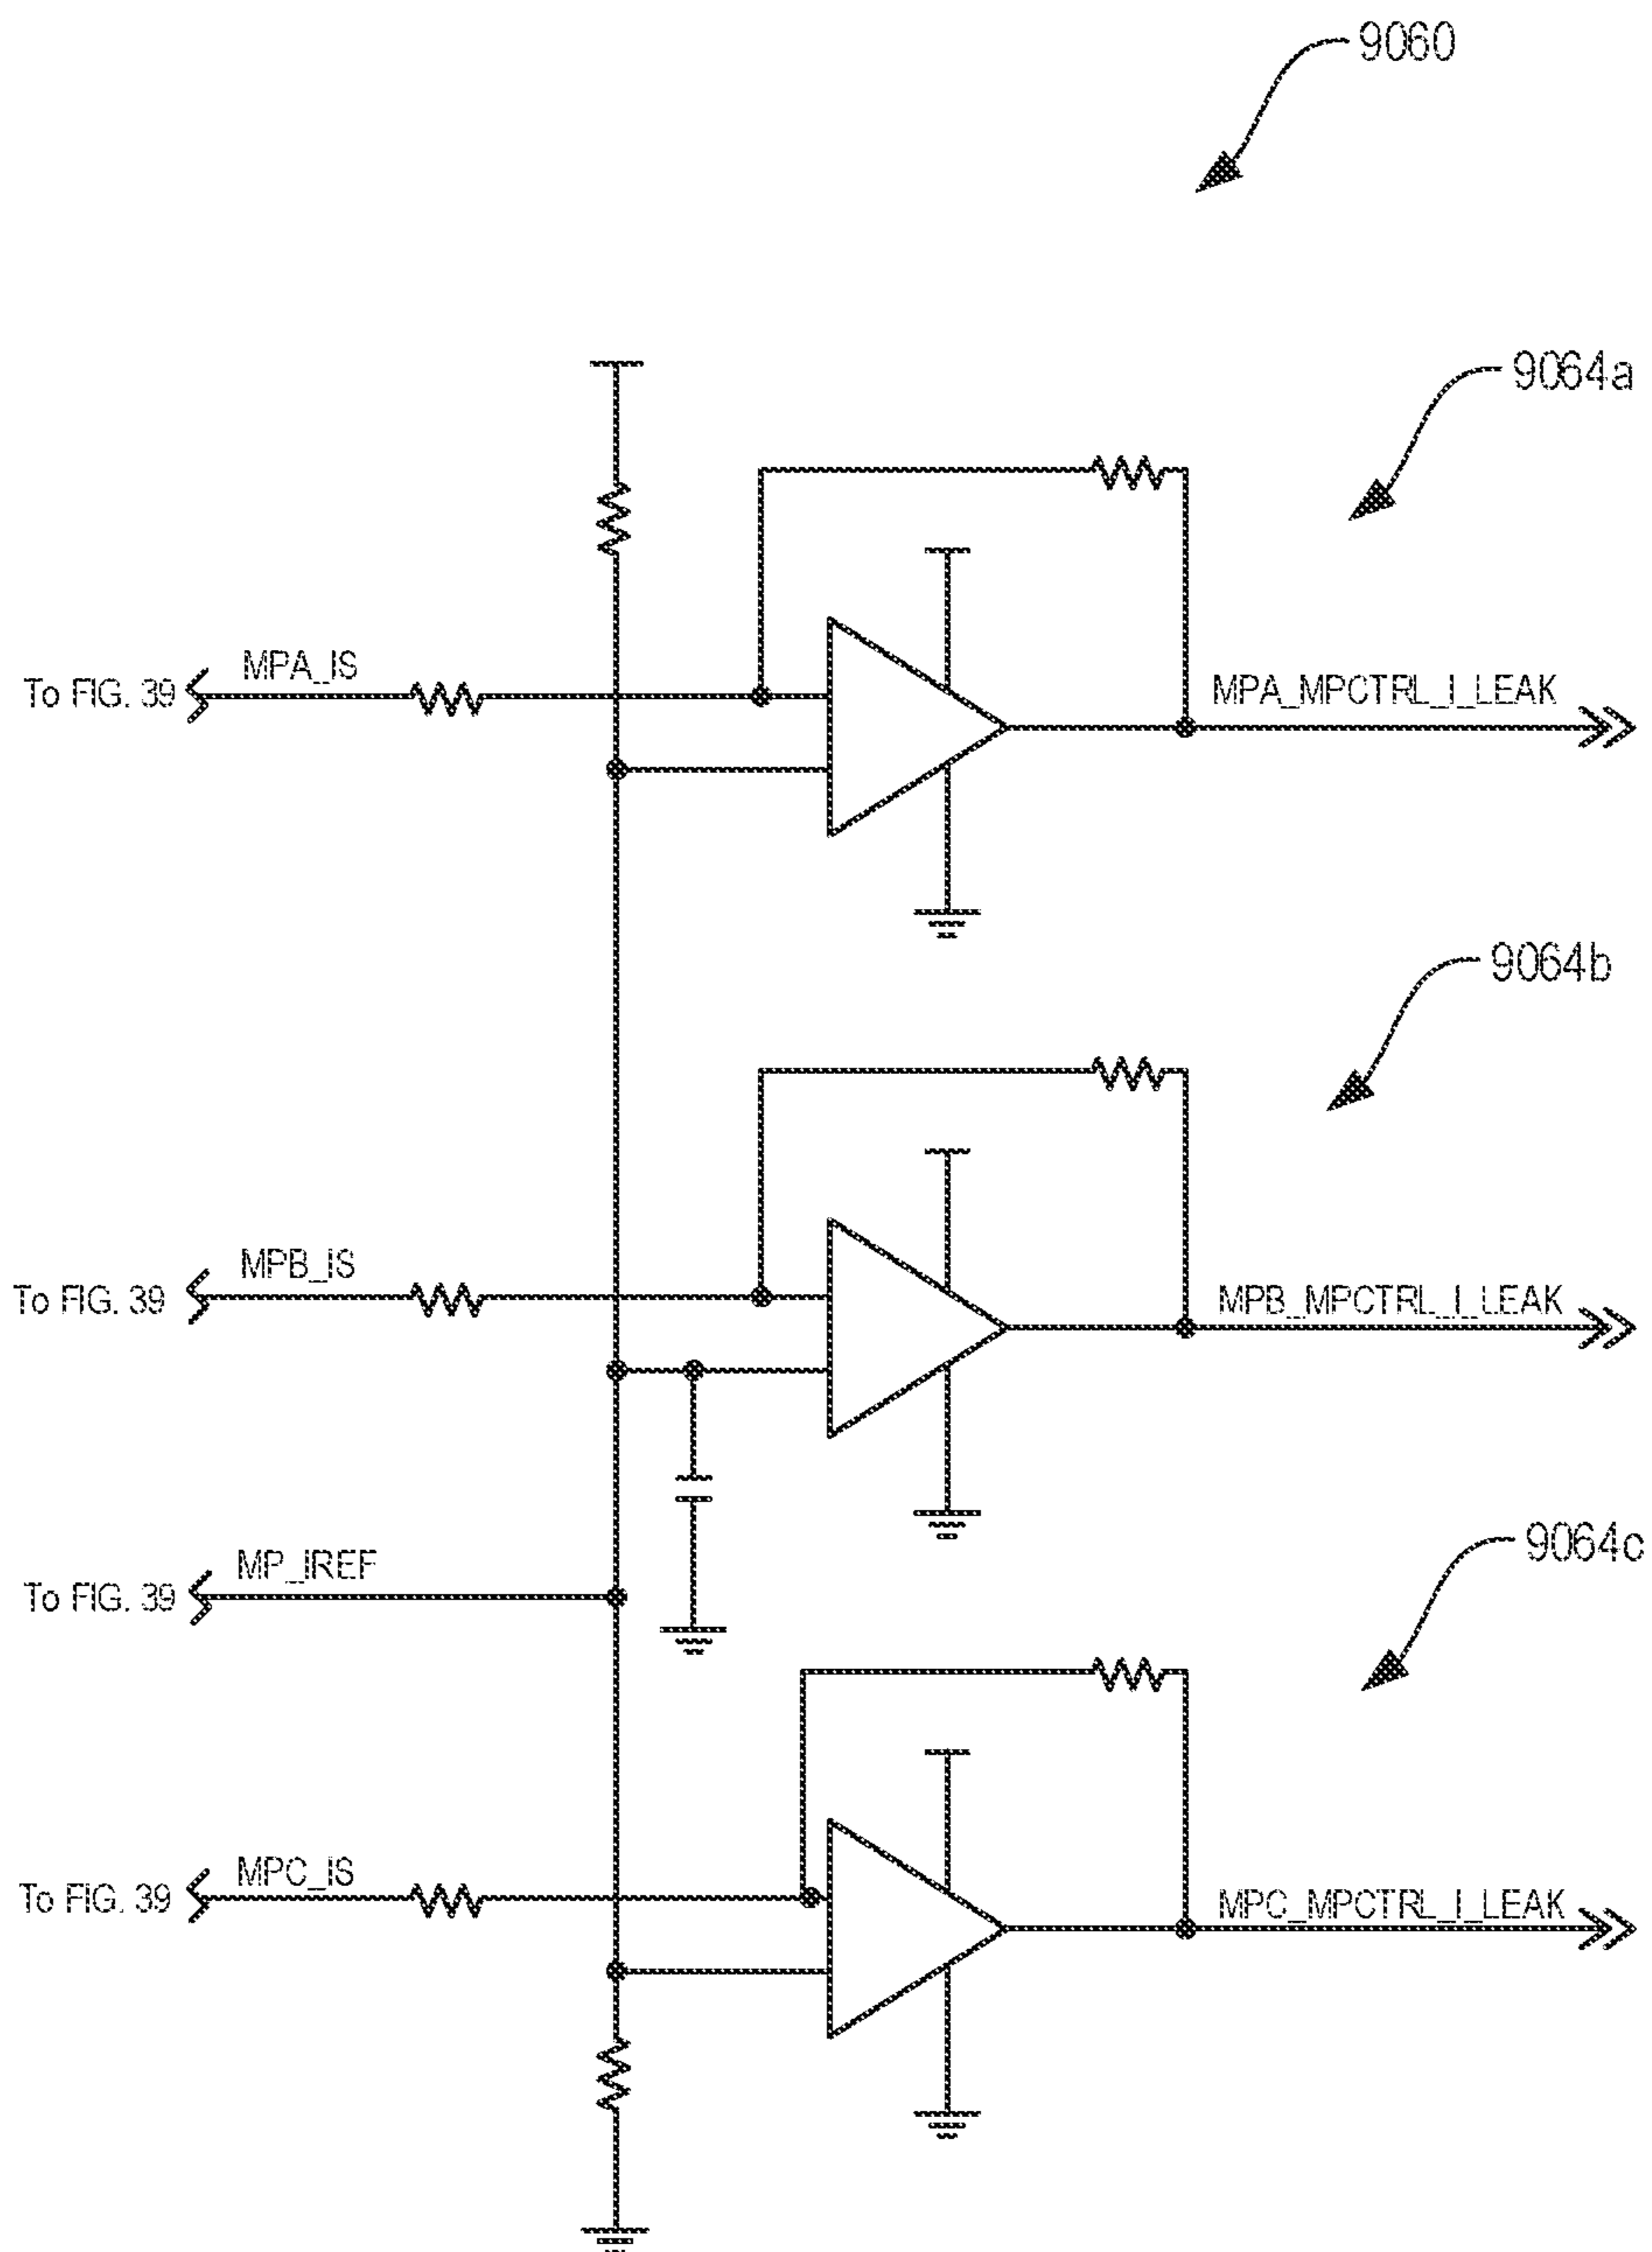 9060
9064a
To FIG. 39
MPA_IS
MPA_MPCTRL_I_LEAK
9064b
To FIG. 39
MPB_IS
MPB_MPCTRL_I_LEAK
9064c
To FIG. 39
MP_IREF
To FIG. 39
MPC_IS
MPC_MPCTRL_I_LEAK